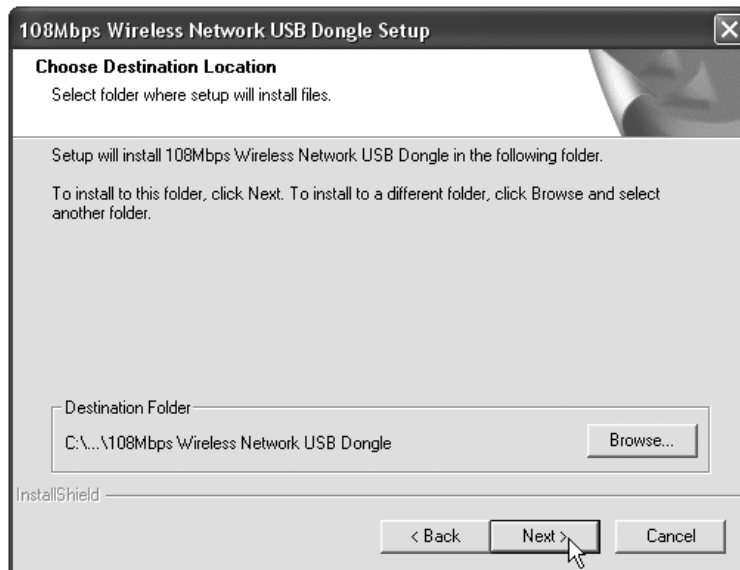 108Mbps Wireless Network USB Dongle Setup
Choose Destination Location
Select folder where setup will install files.
Setup will install 108Mbps Wireless Network USB Dongle in the following folder.
To install to this folder, click Next. To install to a different folder, click Browse and select
another folder.
Destination Folder
C:\...\108Mbps Wireless Network USB Dongle
Browse...
InstallShield
< Back
Next >
Cancel